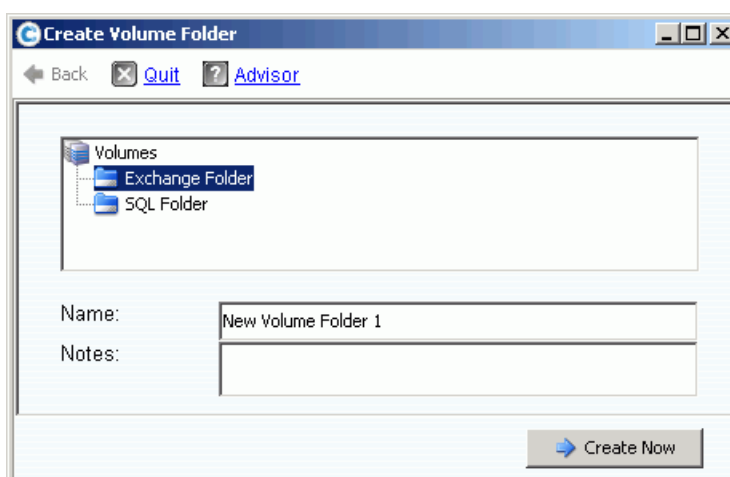 Create Volume Folder
Back Quit ? Advisor
Volumes
Exchange Folder
SQL Folder
Name: New Volume Folder 1
Notes:
Create Now